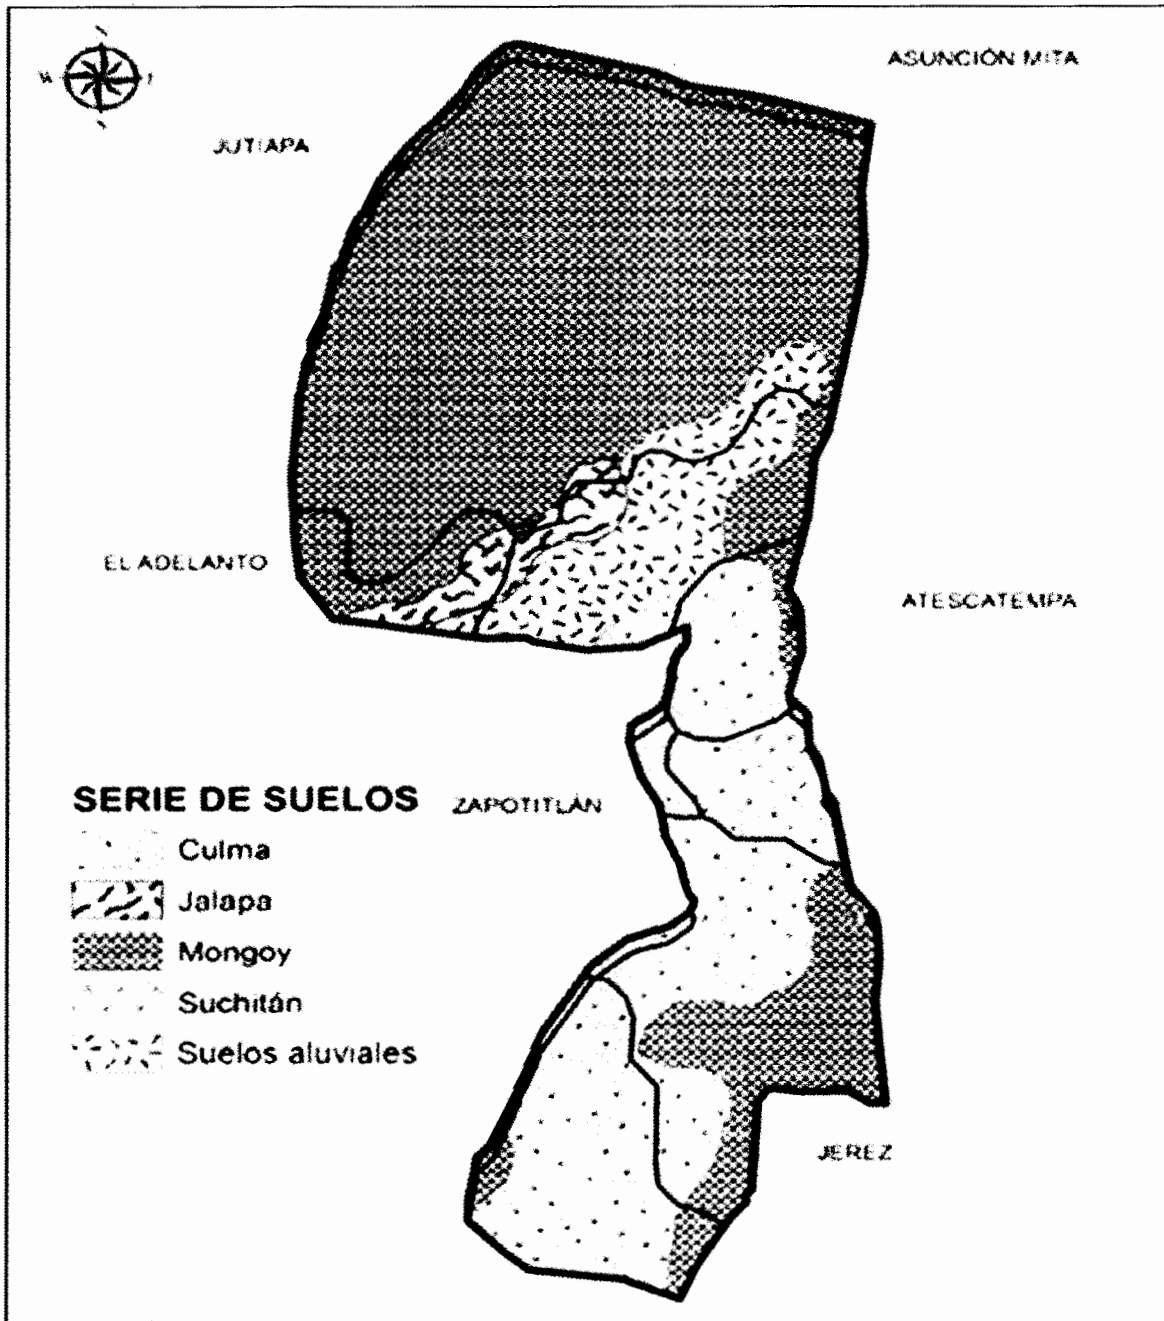 ASUNCIÓN MITA
W
JUTIAPA
EL ADELANTO
ATESCATEMPA
SERIE DE SUELOS
ZAPOTITLÁN
Culma
Jalapa
Mongoy
Suchitán
Suelos aluviales
JEREZ